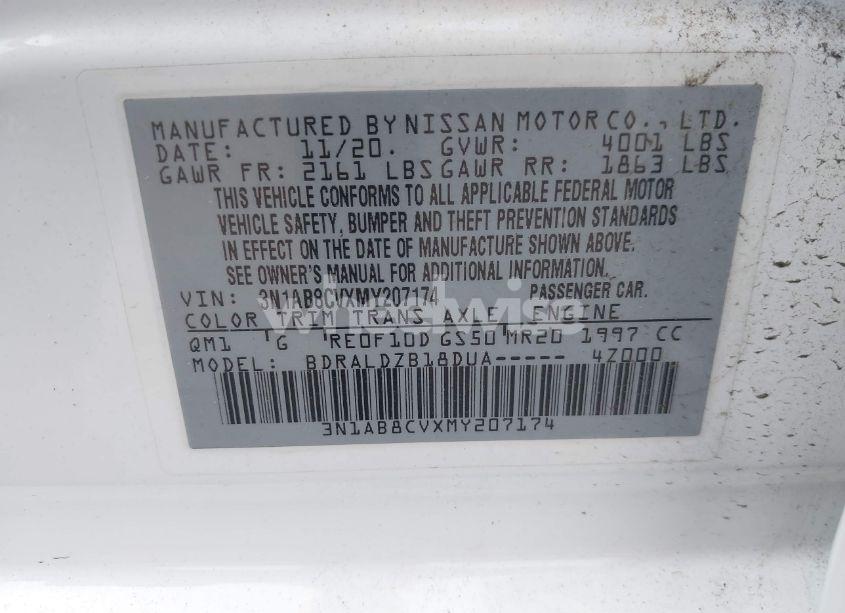 MANUFACTURED BY NISSAN MOTOR CO., LTD.
DATE: 11/20. GVWR: 4001 LBS
GAWR FR: 2161 LBS GAWR RR: 1863 LBS
THIS VEHICLE CONFORMS TO ALL APPLICABLE FEDERAL MOTOR
VEHICLE SAFETY, BUMPER AND THEFT PREVENTION STANDARDS
IN EFFECT ON THE DATE OF MANUFACTURE SHOWN ABOVE.
SEE OWNER'S MANUAL FOR ADDITIONAL INFORMATION.
VIN: 3N1AB8CVXMY207174 PASSENGER CAR.
wheelwise
COLOR TRIM TRANS AXLE ENGINE
QM1 G RE0F10D GS50 MR20 1997 CC
MODEL: BDRALDZB18DUA----- 4Z000
3N1AB8CVXMY207174